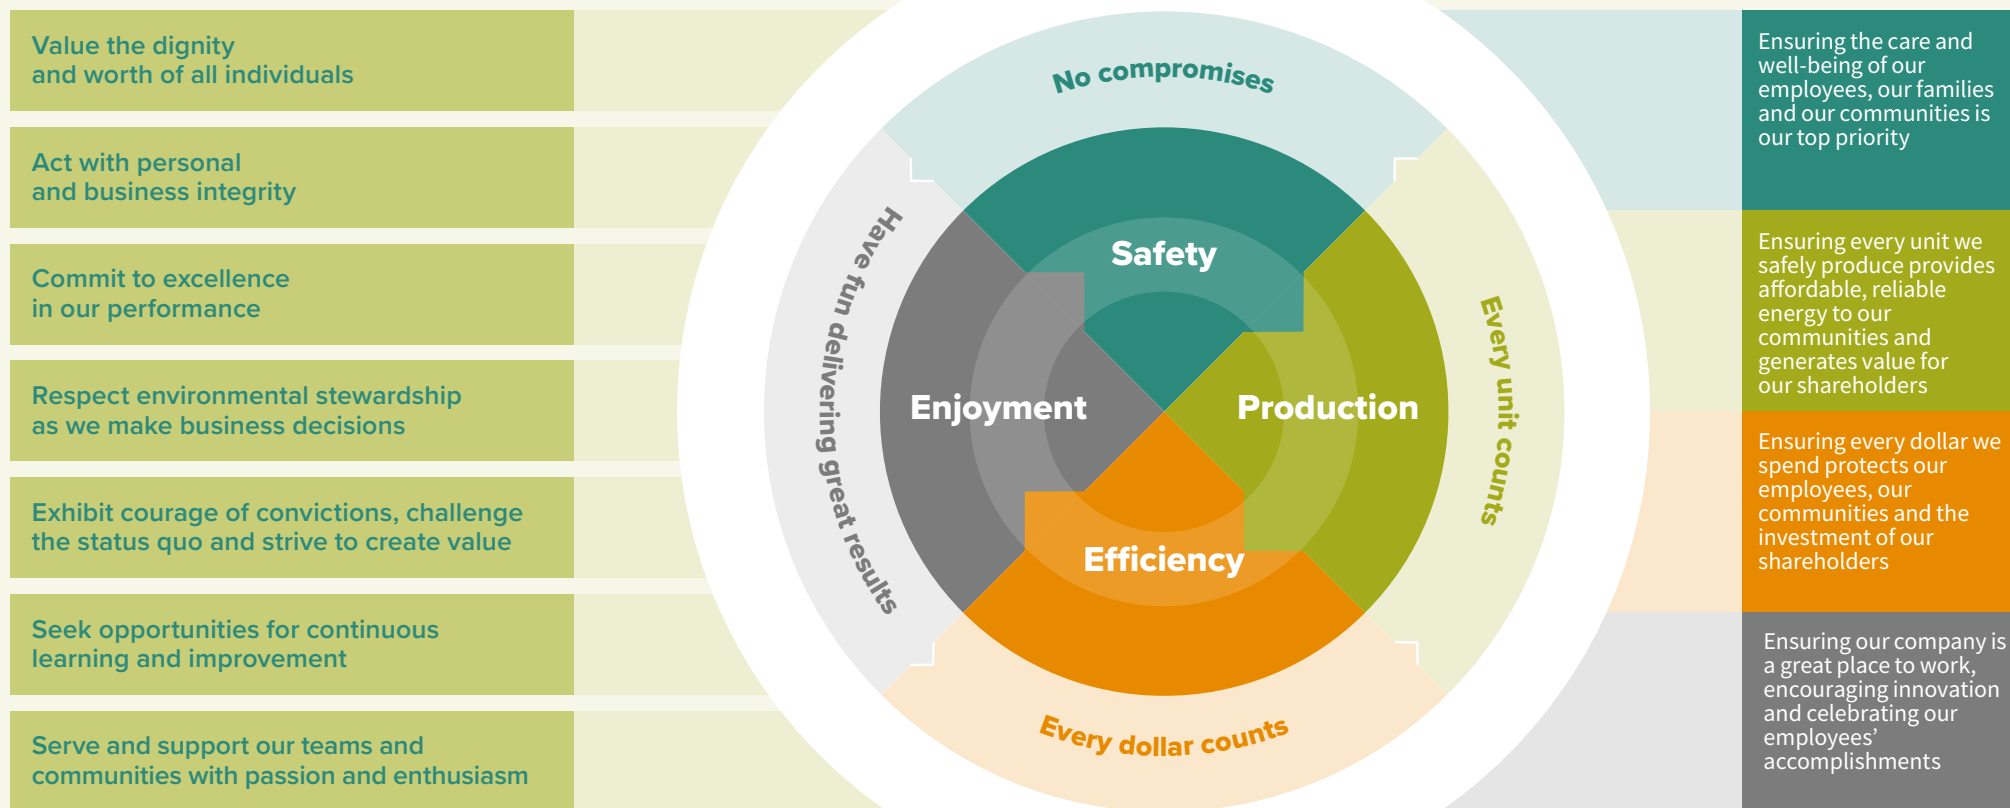 Value the dignity
and worth of all individuals
Act with personal
and business integrity
Commit to excellence
in our performance
Respect environmental stewardship
as we make business decisions
Exhibit courage of convictions, challenge
the status quo and strive to create value
Seek opportunities for continuous
learning and improvement
Serve and support our teams and
communities with passion and enthusiasm
No compromises
Safety
Have fun delivering great results
Enjoyment
Production
Every unit counts
Efficiency
Every dollar counts
Ensuring the care and
well-being of our
employees, our families
and our communities is
our top priority
Ensuring every unit we
safely produce provides
affordable, reliable
energy to our
communities and
generates value for
our shareholders
Ensuring every dollar we
spend protects our
employees, our
communities and the
investment of our
shareholders
Ensuring our company is
a great place to work,
encouraging innovation
and celebrating our
employees’
accomplishments